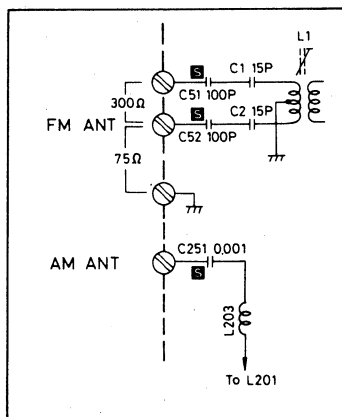 L1
S
C1 15P
C51 100P
300Ω
S
C2 15P
FM ANT
C52 100P
75Ω
C251 0,001
AM ANT
S
L203
To L201